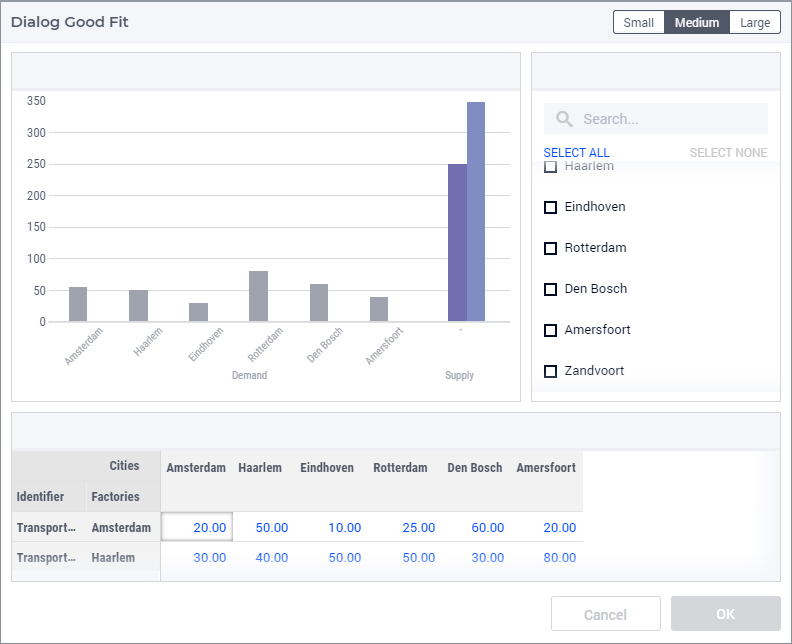 Dialog Good Fit
Small Medium Large
350
300
250
200
150
100
50
0
Amsterdam Haarlem Eindhoven Rotterdam Den Bosch Amersfoort -
Demand Supply
Search...
SELECT ALL SELECT NONE
Haarlem
Eindhoven
Rotterdam
Den Bosch
Amersfoort
Zandvoort
Cities Amsterdam Haarlem Eindhoven Rotterdam Den Bosch Amersfoort
Identifier Factories
Transport... Amsterdam 20.00 50.00 10.00 25.00 60.00 20.00
Transport... Haarlem 30.00 40.00 50.00 50.00 30.00 80.00
Cancel OK